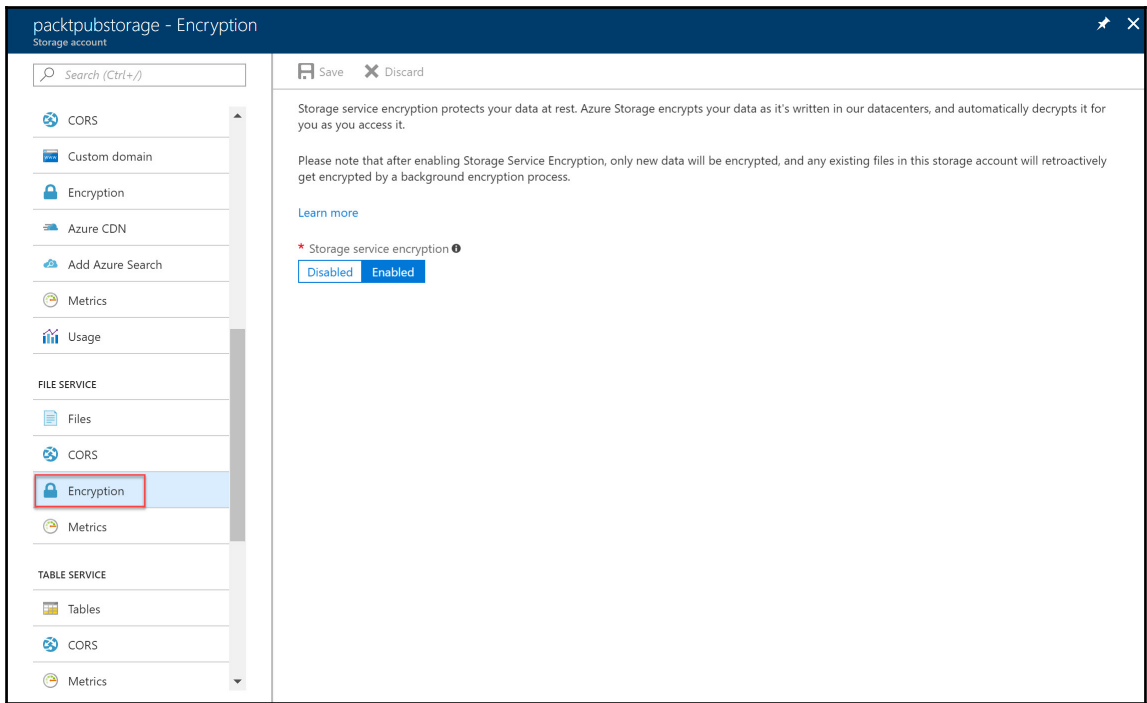 packtpubstorage - Encryption
Storage account
Search (Ctrl+/)
CORS
Custom domain
Encryption
Azure CDN
Add Azure Search
Metrics
Usage
FILE SERVICE
Files
CORS
Encryption
Metrics
TABLE SERVICE
Tables
CORS
Metrics
Save Discard
Storage service encryption protects your data at rest. Azure Storage encrypts your data as it's written in our datacenters, and automatically decrypts it for
you as you access it.
Please note that after enabling Storage Service Encryption, only new data will be encrypted, and any existing files in this storage account will retroactively
get encrypted by a background encryption process.
Learn more
* Storage service encryption
Disabled Enabled